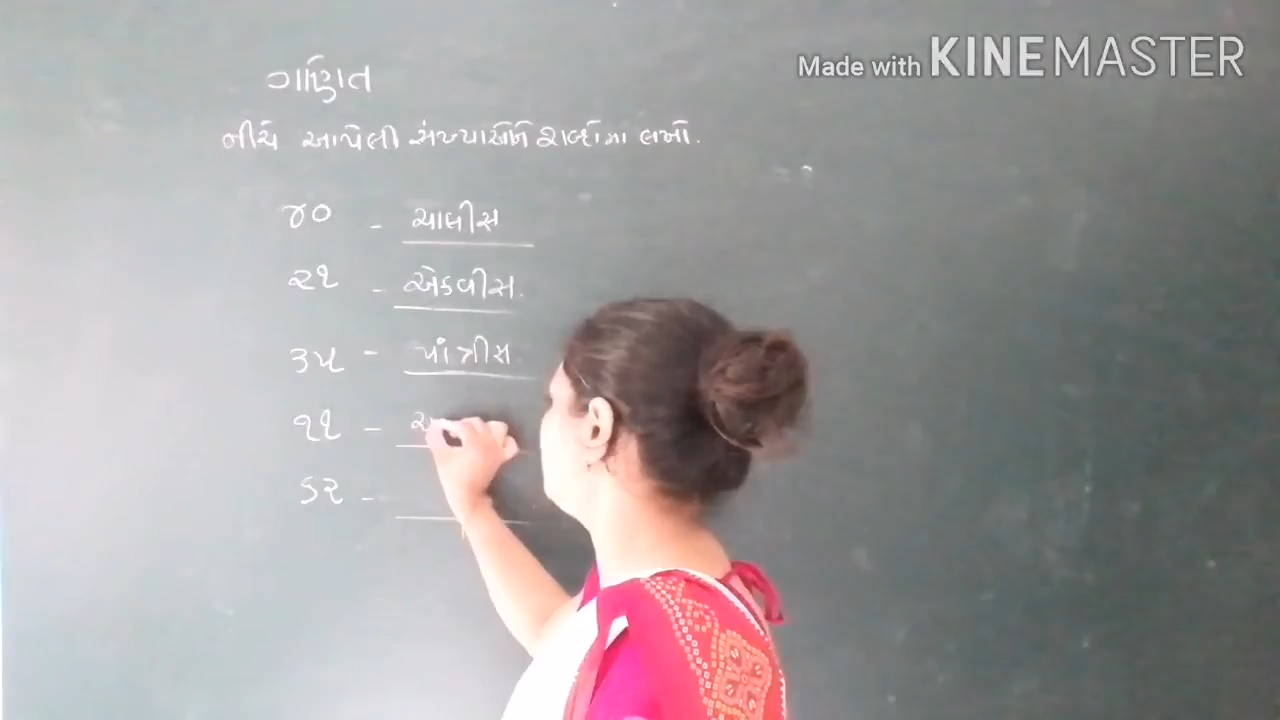 Made with KINEMASTER
ગણિત
નીચે આપેલી સંખ્યાઓને શબ્દોમાં લખો.
૪૦ - ચાલીસ
૨૧ - એકવીસ.
૩૫ - પાંત્રીસ
૧૧ -
૬૨ -